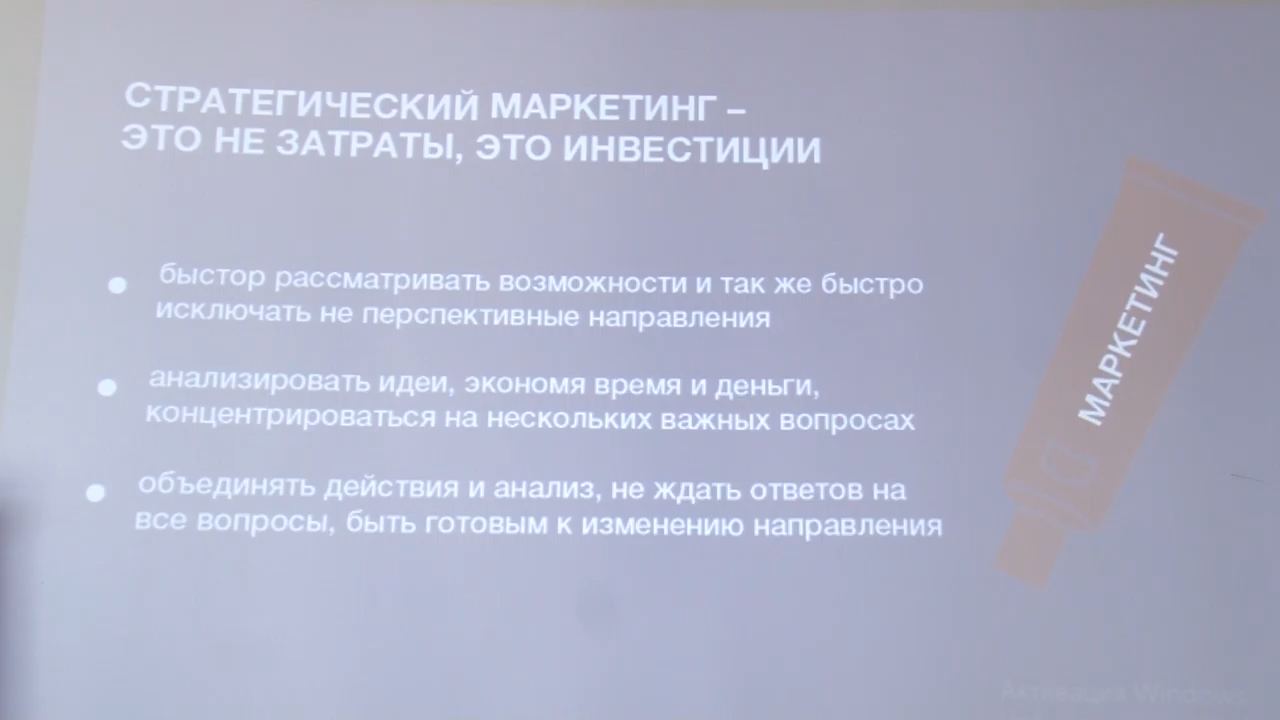 СТРАТЕГИЧЕСКИЙ МАРКЕТИНГ –
ЭТО НЕ ЗАТРАТЫ, ЭТО ИНВЕСТИЦИИ
быстор рассматривать возможности и так же быстро
исключать не перспективные направления
анализировать идеи, экономя время и деньги,
концентрироваться на нескольких важных вопросах
объединять действия и анализ, не ждать ответов на
все вопросы, быть готовым к изменению направления
МАРКЕТИНГ
Активация Windows